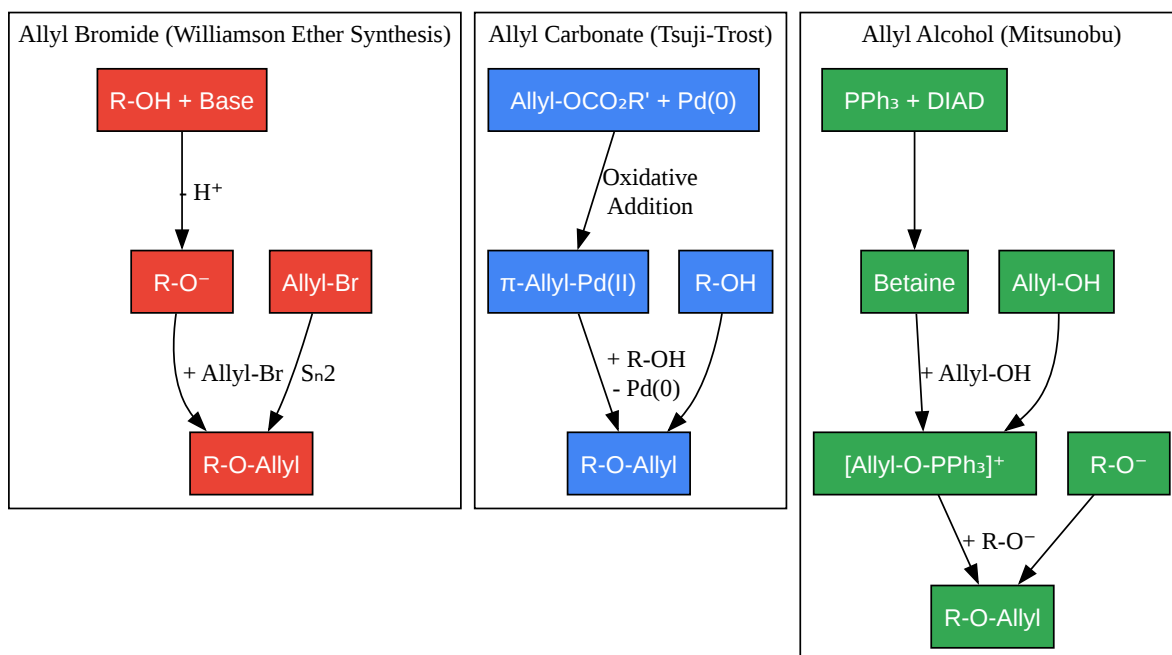 Allyl Bromide (Williamson Ether Synthesis)
R-OH + Base
- H⁺
R-O⁻
Allyl-Br
+ Allyl-Br
Sₙ2
R-O-Allyl
Allyl Carbonate (Tsuji-Trost)
Allyl-OCO₂R' + Pd(0)
Oxidative
Addition
π-Allyl-Pd(II)
R-OH
+ R-OH
- Pd(0)
R-O-Allyl
Allyl Alcohol (Mitsunobu)
PPh₃ + DIAD
Betaine
Allyl-OH
+ Allyl-OH
[Allyl-O-PPh₃]⁺
R-O⁻
+ R-O⁻
R-O-Allyl